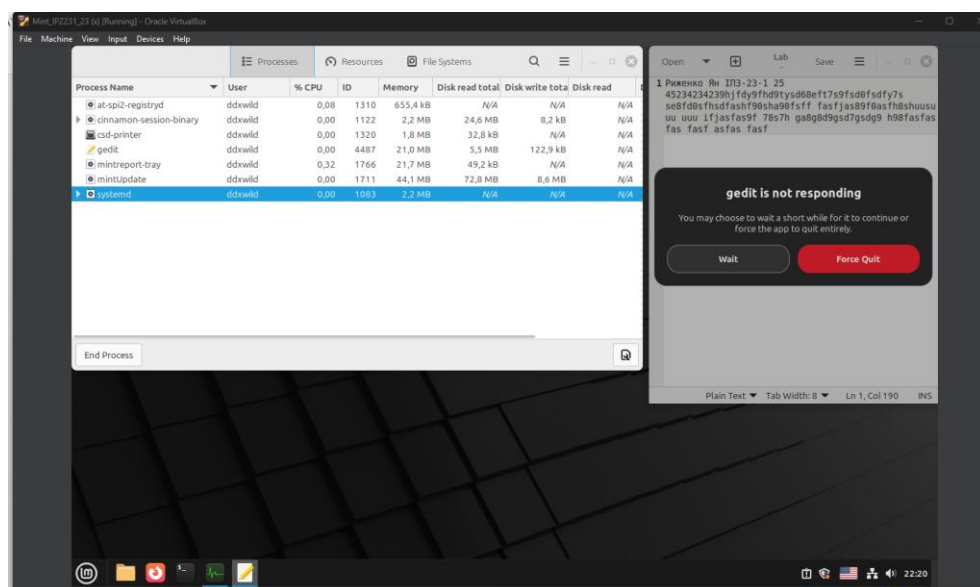 Mint_IPZ231_23 (x) [Running] - Oracle VirtualBox
File Machine View Input Devices Help
Processes Resources File Systems
Process Name User % CPU ID Memory Disk read total Disk write tota Disk read
at-spi2-registryd ddxwild 0,08 1310 655,4 kB N/A N/A N/A
cinnamon-session-binary ddxwild 0,00 1122 2,2 MB 24,6 MB 8,2 kB N/A
csd-printer ddxwild 0,00 1320 1,8 MB 32,8 kB N/A N/A
gedit ddxwild 0,00 4487 21,0 MB 5,5 MB 122,9 kB N/A
mintreport-tray ddxwild 0,32 1766 21,7 MB 49,2 kB N/A N/A
mintUpdate ddxwild 0,00 1711 44,1 MB 72,8 MB 8,6 MB N/A
systemd ddxwild 0,00 1083 2,2 MB N/A N/A N/A
End Process
Open Lab Save
1 Риженко Ян ІПЗ-23-1 25
45234234239hjfdy9fhd9tysd68eft7s9fsd0fsdfy7s
se8fd0sfhsdfashf90sha90fsff fasfjas89f0asfh8shuusu
uu uuu ifjasfas9f 78s7h ga8g8d9gsd7gsdg9 h98fasfas
fas fasf asfas fasf
gedit is not responding
You may choose to wait a short while for it to continue or
force the app to quit entirely.
Wait Force Quit
Plain Text Tab Width: 8 Ln 1, Col 190 INS
22:20